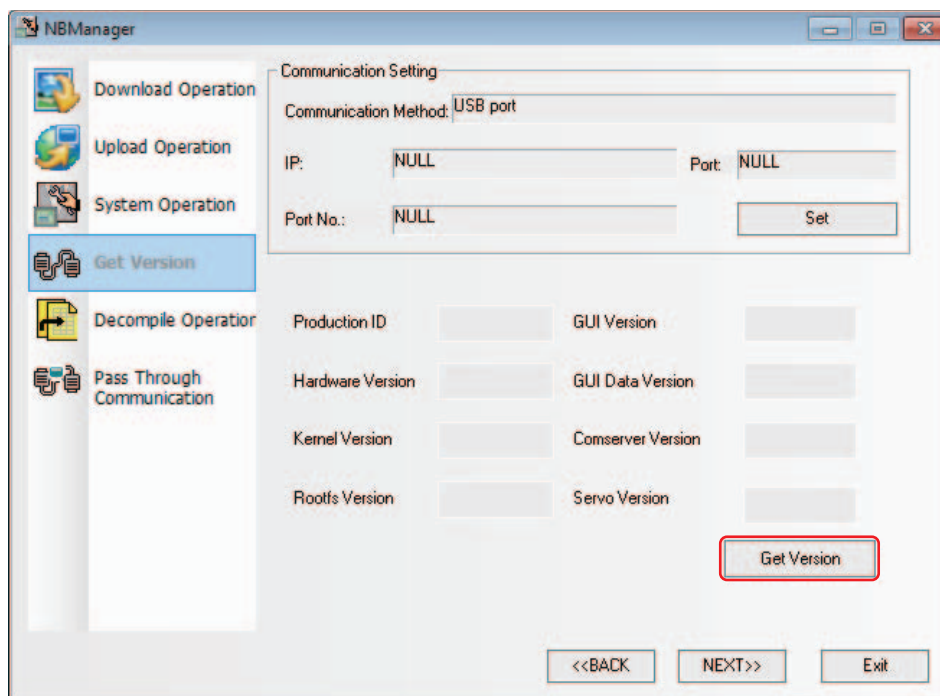 NBManager
Download Operation
Upload Operation
System Operation
Get Version
Decompile Operation
Pass Through
Communication
Communication Setting
Communication Method: USB port
IP: NULL Port: NULL
Port No.: NULL Set
Production ID GUI Version
Hardware Version GUI Data Version
Kernel Version Comserver Version
Rootfs Version Servo Version
Get Version
<<BACK NEXT>> Exit